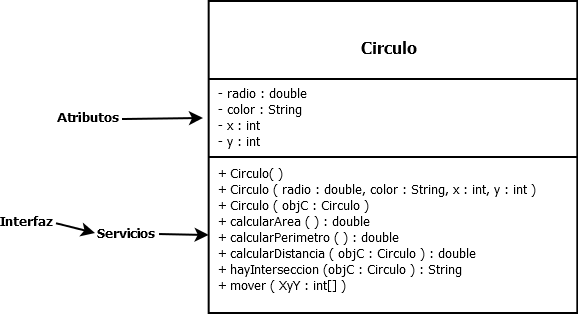 Circulo
Atributos
- radio : double
- color : String
- x : int
- y : int
Interfaz
Servicios
+ Circulo( )
+ Circulo ( radio : double, color : String, x : int, y : int )
+ Circulo ( objC : Circulo )
+ calcularArea ( ) : double
+ calcularPerimetro ( ) : double
+ calcularDistancia ( objC : Circulo ) : double
+ hayInterseccion (objC : Circulo ) : String
+ mover ( XyY : int[] )